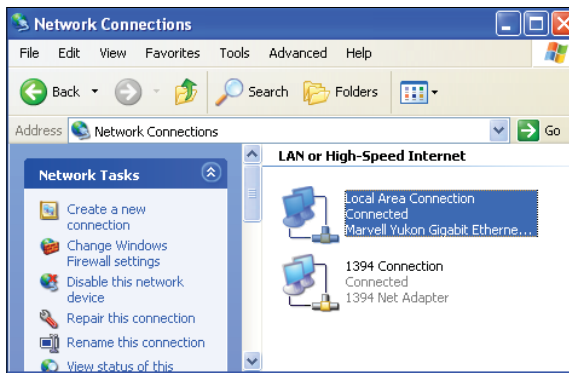 Network Connections
File Edit View Favorites Tools Advanced Help
Back Search Folders
Address Network Connections Go
Network Tasks
Create a new
connection
Change Windows
Firewall settings
Disable this network
device
Repair this connection
Rename this connection
View status of this
LAN or High-Speed Internet
Local Area Connection
Connected
Marvell Yukon Gigabit Etherne...
1394 Connection
Connected
1394 Net Adapter